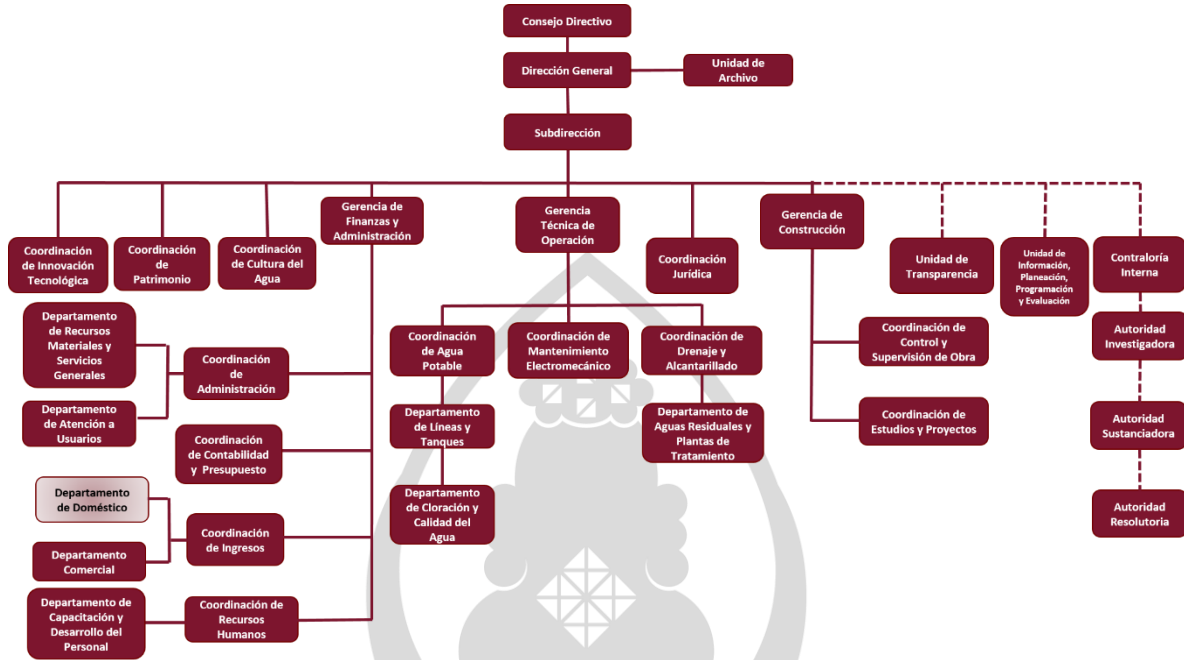 Consejo Directivo
Dirección General
Unidad de
Archivo
Subdirección
Coordinación
de Innovación
Tecnológica
Coordinación
de
Patrimonio
Coordinación
de Cultura del
Agua
Gerencia de
Finanzas y
Administración
Gerencia
Técnica de
Operación
Coordinación
Jurídica
Gerencia de
Construcción
Unidad de
Transparencia
Unidad de
Información,
Planeación,
Programación
y Evaluación
Contraloría
Interna
Departamento
de Recursos
Materiales y
Servicios
Generales
Coordinación
de
Administración
Departamento
de Atención a
Usuarios
Coordinación
de Contabilidad
y Presupuesto
Departamento
de Doméstico
Coordinación
de Ingresos
Departamento
Comercial
Departamento de
Capacitación y
Desarrollo del
Personal
Coordinación de
Recursos
Humanos
Coordinación
de Agua
Potable
Coordinación de
Mantenimiento
Electromecánico
Coordinación de
Drenaje y
Alcantarillado
Departamento
de Líneas y
Tanques
Departamento de
Aguas Residuales y
Plantas de
Tratamiento
Departamento
de Cloración y
Calidad del
Agua
Coordinación de
Control y
Supervisión de Obra
Coordinación de
Estudios y Proyectos
Autoridad
Investigadora
Autoridad
Sustanciadora
Autoridad
Resolutoria